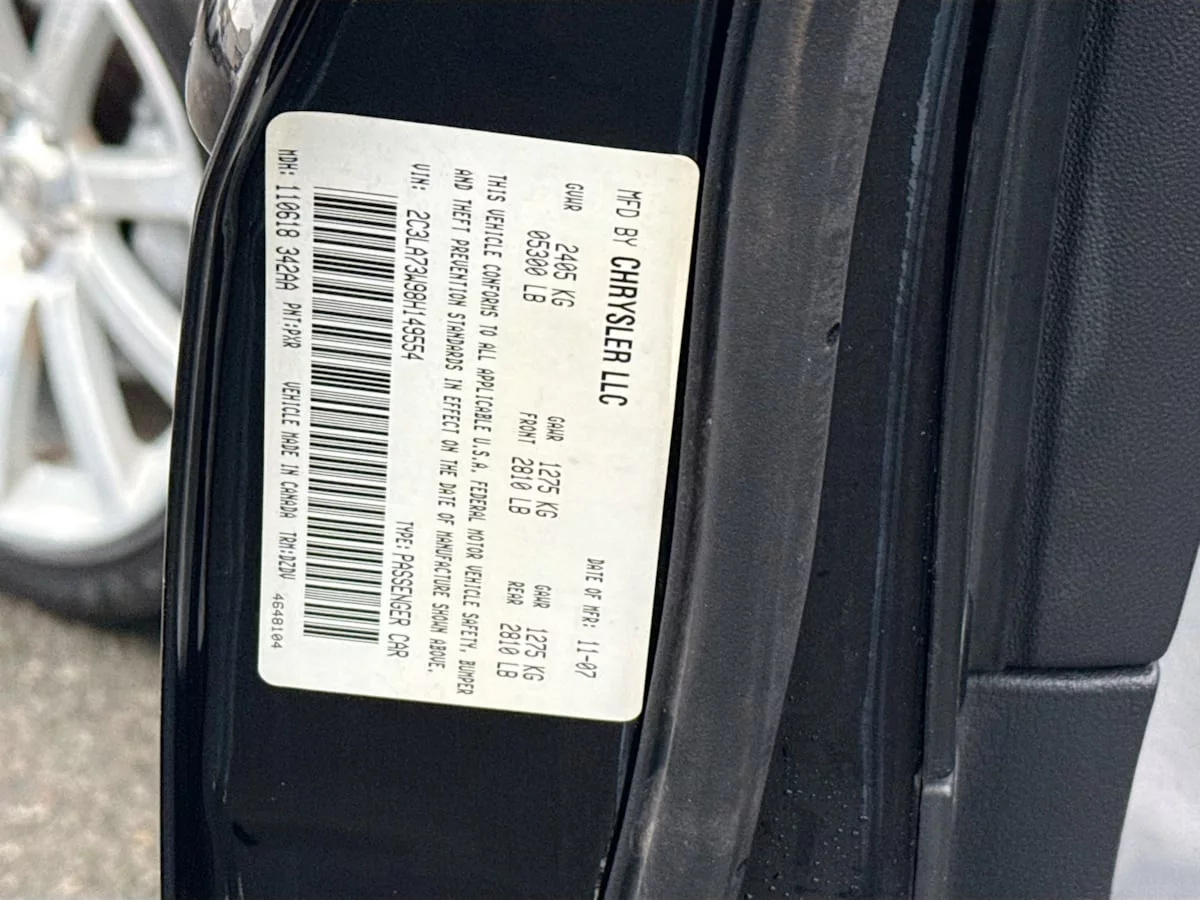 MFD BY CHRYSLER LLC
DATE OF MFR: 11-07
GVWR 2405 KG
05300 LB
GAWR 1275 KG
FRONT 2810 LB
GAWR 1275 KG
REAR 2810 LB
THIS VEHICLE CONFORMS TO ALL APPLICABLE U.S.A. FEDERAL MOTOR VEHICLE SAFETY, BUMPER
AND THEFT PREVENTION STANDARDS IN EFFECT ON THE DATE OF MANUFACTURE SHOWN ABOVE.
VIN: 2C3LA73W98H149554
TYPE: PASSENGER CAR
MDH: 110618 342AA PNT:PXR VEHICLE MADE IN CANADA TRM:DZDV 4648104